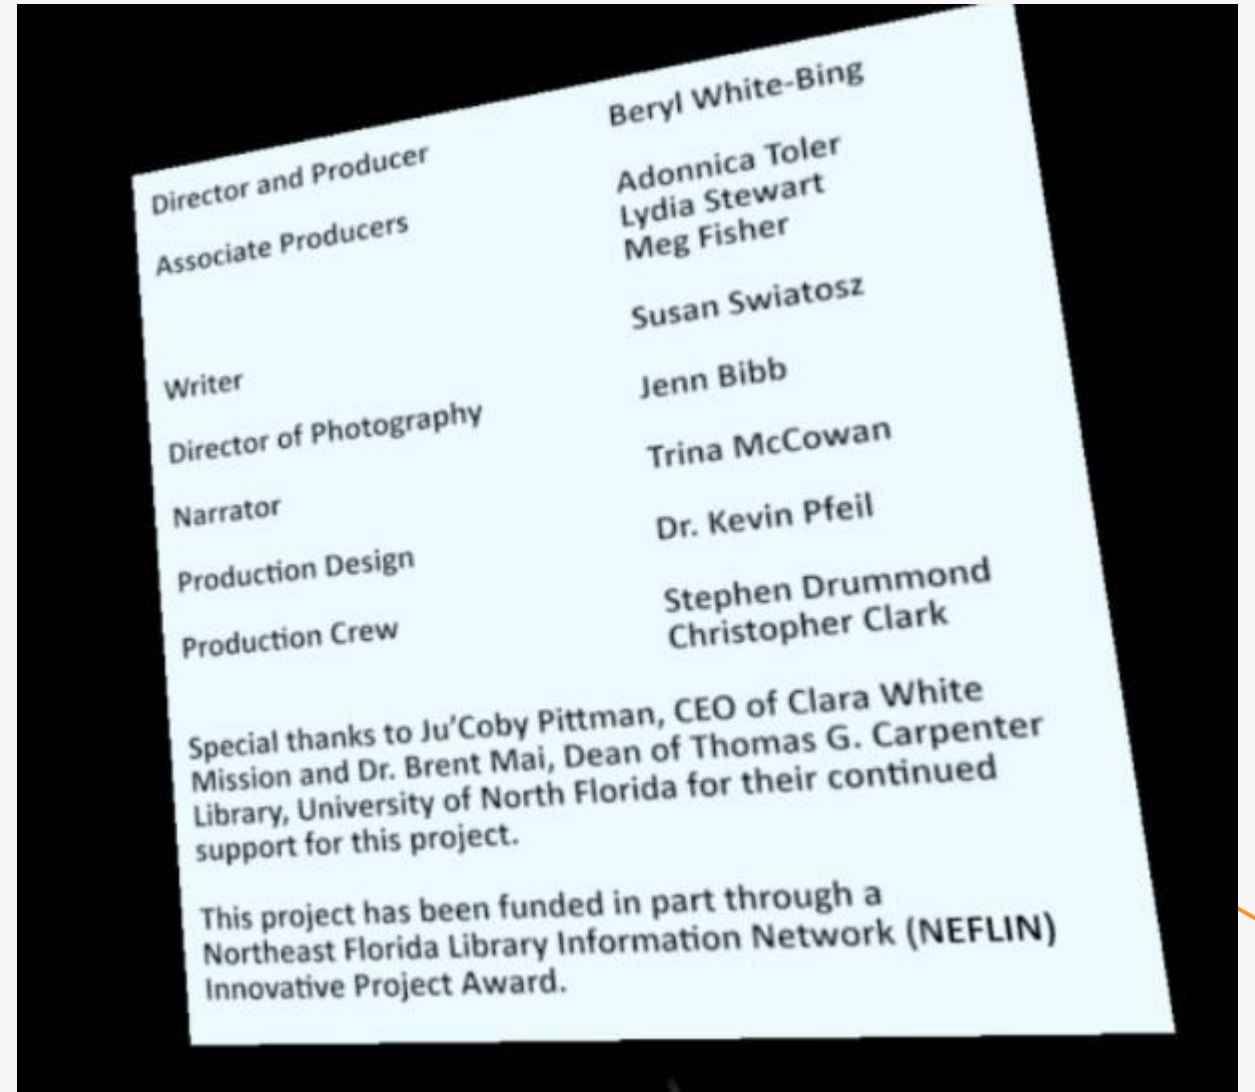 Director and Producer Beryl White-Bing
Associate Producers Adonnica Toler
Lydia Stewart
Meg Fisher
Writer Susan Swiatosz
Director of Photography Jenn Bibb
Narrator Trina McCowan
Production Design Dr. Kevin Pfeil
Production Crew Stephen Drummond
Christopher Clark
Special thanks to Ju’Coby Pittman, CEO of Clara White
Mission and Dr. Brent Mai, Dean of Thomas G. Carpenter
Library, University of North Florida for their continued
support for this project.
This project has been funded in part through a
Northeast Florida Library Information Network (NEFLIN)
Innovative Project Award.